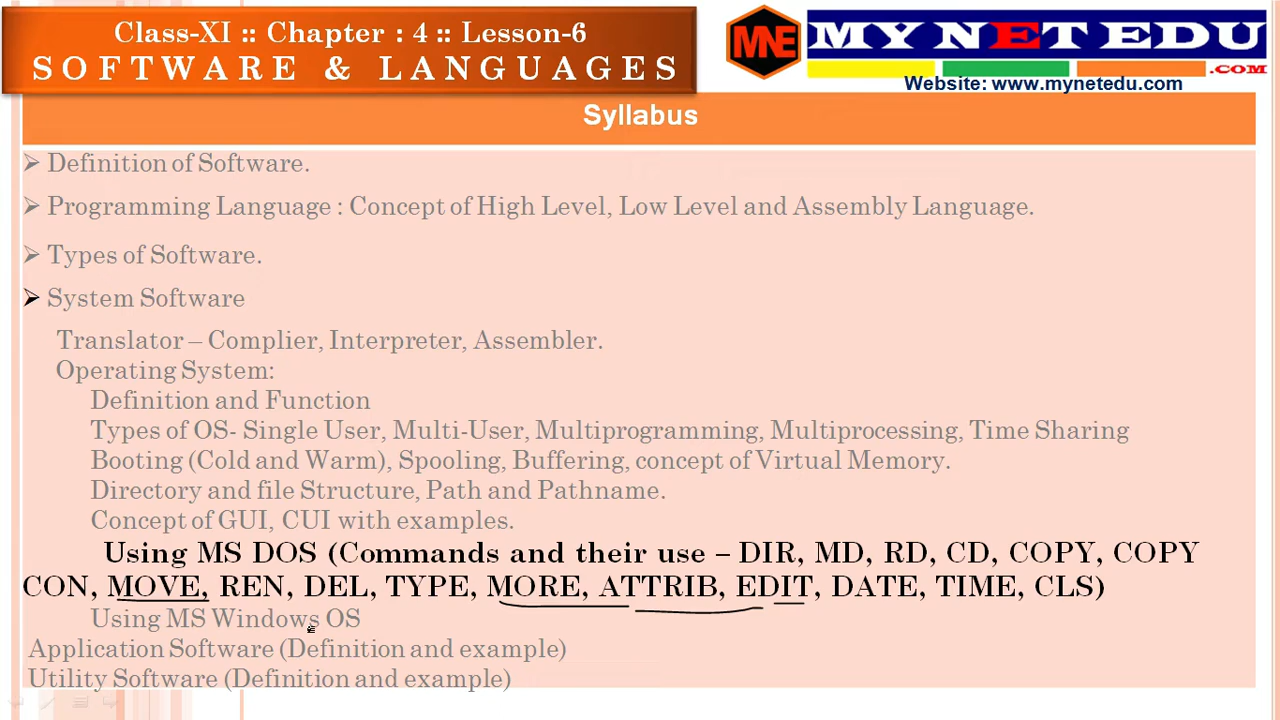 Class-XI :: Chapter : 4 :: Lesson-6
SOFTWARE & LANGUAGES
MNE
MY NET EDU
.COM
Website: www.mynetedu.com
Syllabus
➢ Definition of Software.
➢ Programming Language : Concept of High Level, Low Level and Assembly Language.
➢ Types of Software.
➢ System Software
Translator – Complier, Interpreter, Assembler.
Operating System:
Definition and Function
Types of OS- Single User, Multi-User, Multiprogramming, Multiprocessing, Time Sharing
Booting (Cold and Warm), Spooling, Buffering, concept of Virtual Memory.
Directory and file Structure, Path and Pathname.
Concept of GUI, CUI with examples.
Using MS DOS (Commands and their use – DIR, MD, RD, CD, COPY, COPY
CON, MOVE, REN, DEL, TYPE, MORE, ATTRIB, EDIT, DATE, TIME, CLS)
Using MS Windows OS
Application Software (Definition and example)
Utility Software (Definition and example)